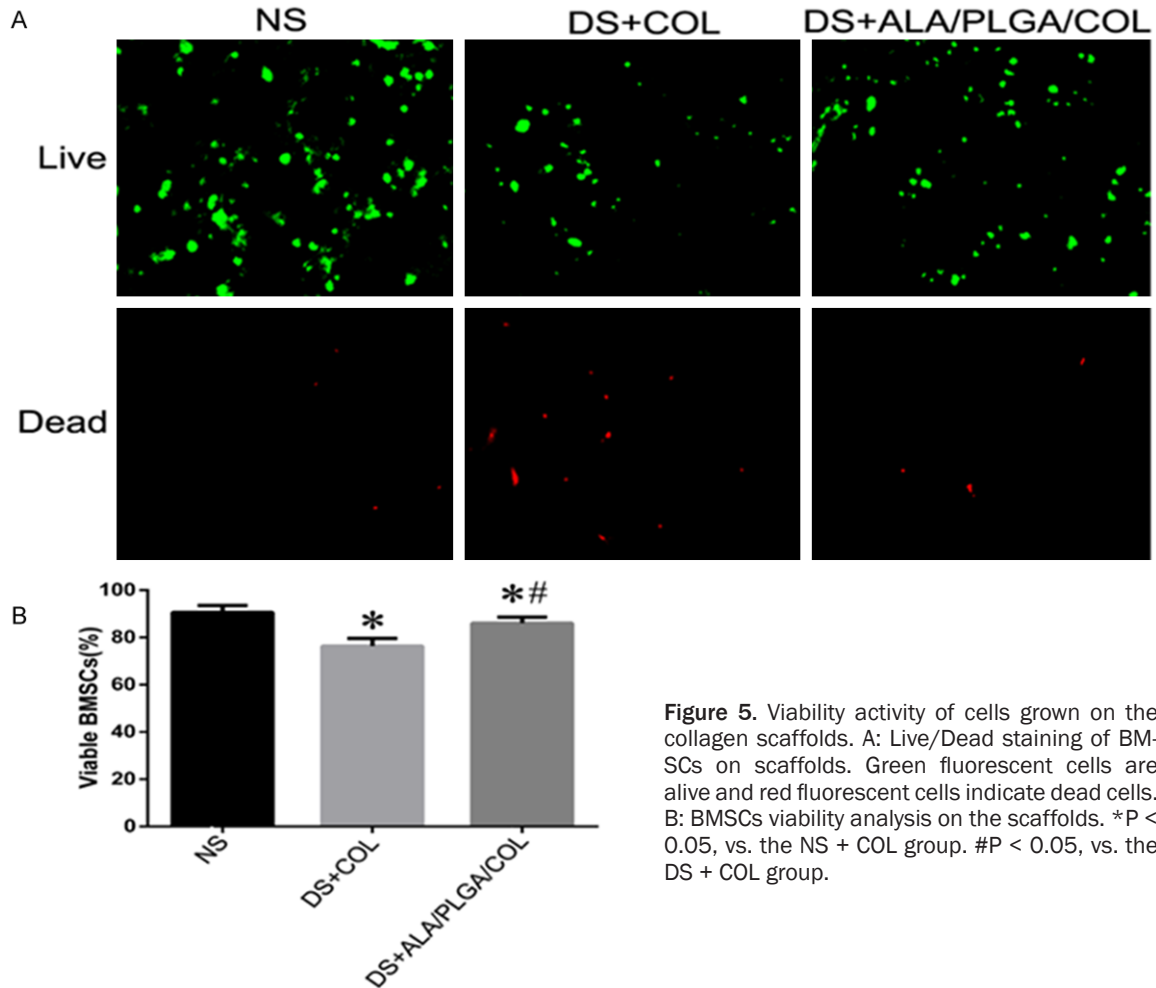 A
NS
DS+COL
DS+ALA/PLGA/COL
Live
Dead
B
Viable BMSCs(%)
100
80
60
40
20
0
*
*#
NS
DS+COL
DS+ALA/PLGA/COL
Figure 5. Viability activity of cells grown on the
collagen scaffolds. A: Live/Dead staining of BM-
SCs on scaffolds. Green fluorescent cells are
alive and red fluorescent cells indicate dead cells.
B: BMSCs viability analysis on the scaffolds. *P <
0.05, vs. the NS + COL group. #P < 0.05, vs. the
DS + COL group.